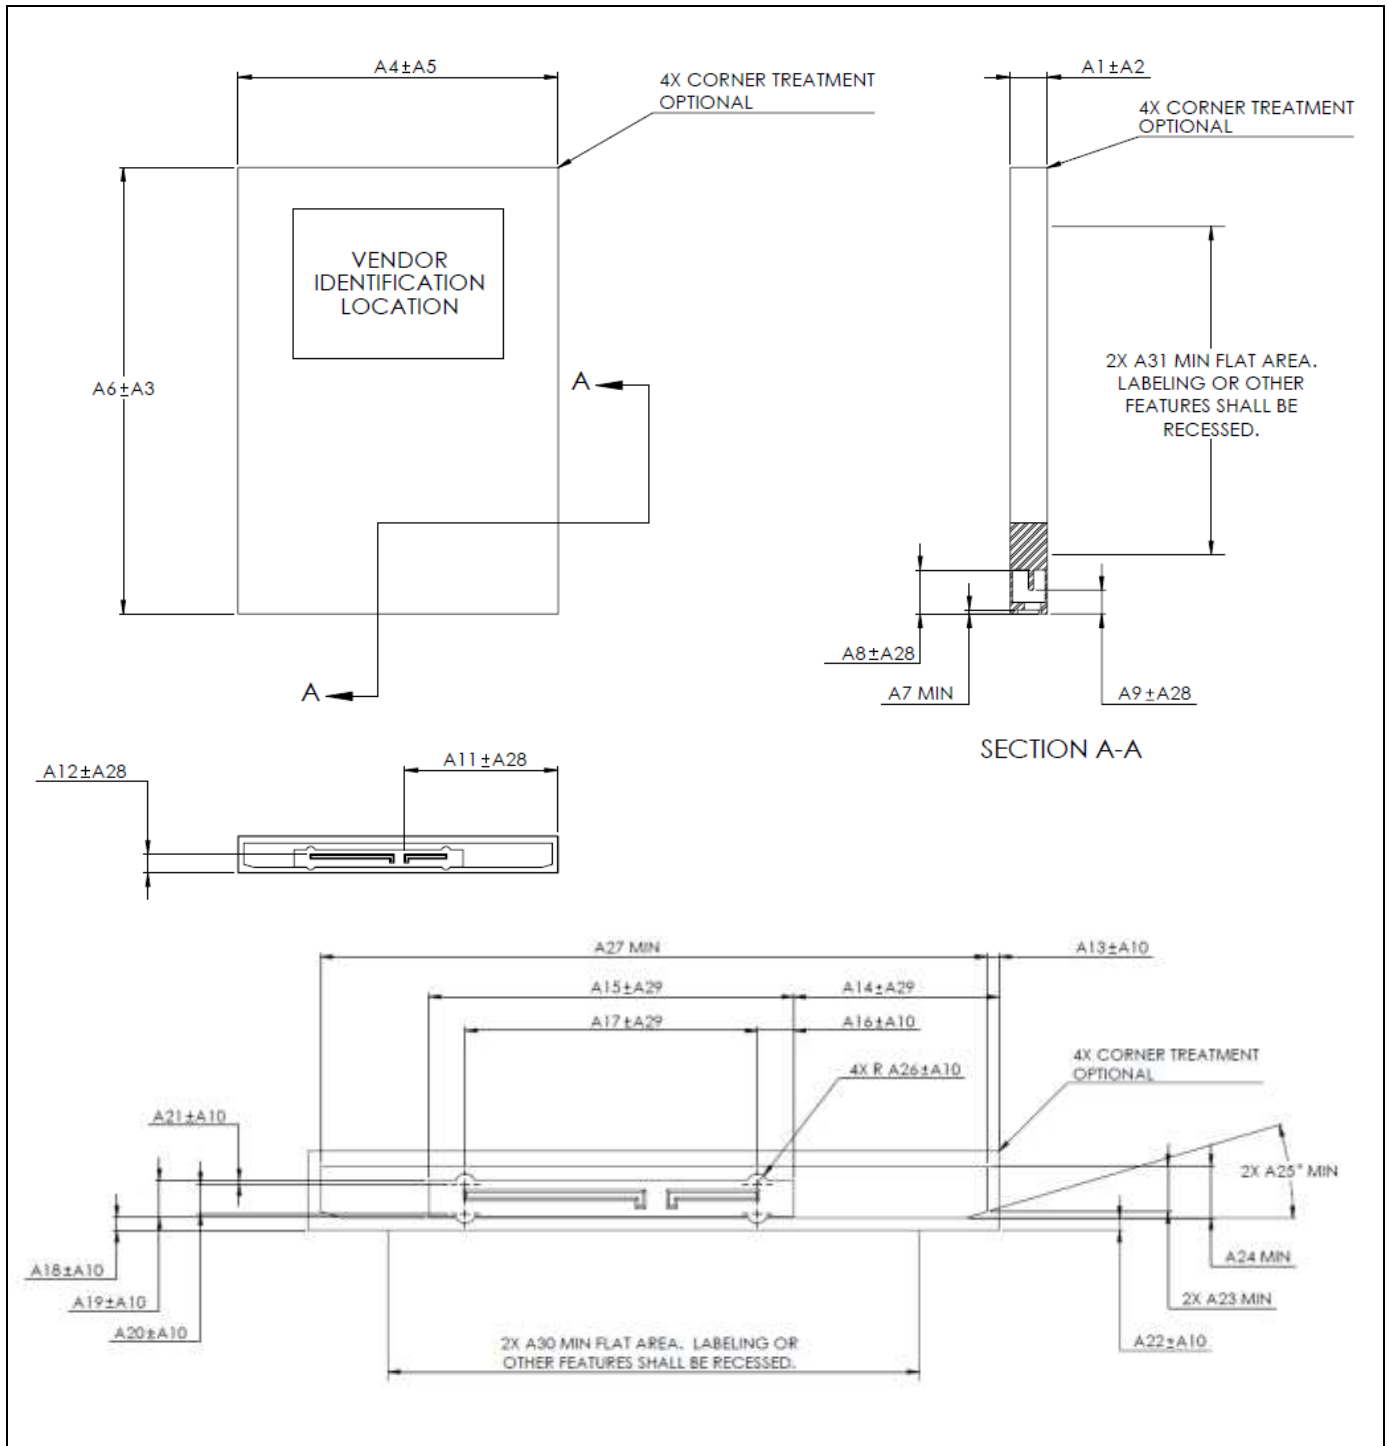 A4±A5
4X CORNER TREATMENT
OPTIONAL
A1±A2
4X CORNER TREATMENT
OPTIONAL
VENDOR
IDENTIFICATION
LOCATION
A6±A3
A
2X A31 MIN FLAT AREA.
LABELING OR OTHER
FEATURES SHALL BE
RECESSED.
A8±A28
A7 MIN
A9±A28
A
SECTION A-A
A12±A28
A11±A28
A27 MIN
A13±A10
A15±A29
A14±A29
A17±A29
A16±A10
4X R A26±A10
4X CORNER TREATMENT
OPTIONAL
A21±A10
2X A25° MIN
A18±A10
A24 MIN
A19±A10
2X A23 MIN
A20±A10
A22±A10
2X A30 MIN FLAT AREA. LABELING OR
OTHER FEATURES SHALL BE RECESSED.